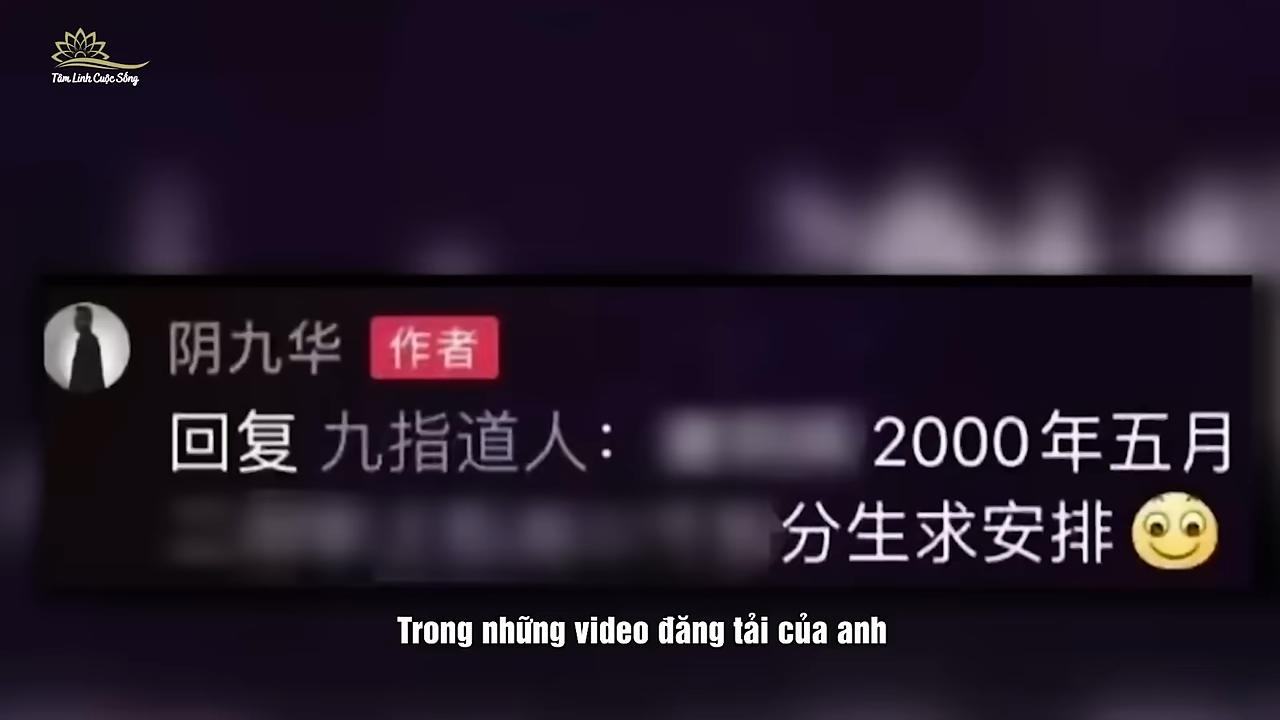 Tâm Linh Cuộc Sống
阴九华 作者
回复 九指道人: 2000年五月
分生求安排
Trong những video đăng tải của anh